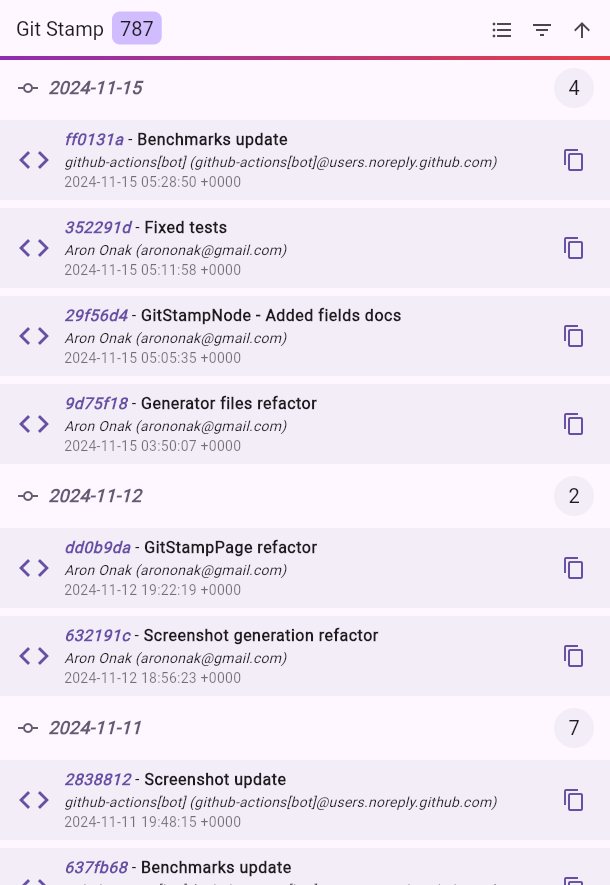 Git Stamp 787
2024-11-15 4
ff0131a - Benchmarks update
github-actions[bot] (github-actions[bot]@users.noreply.github.com)
2024-11-15 05:28:50 +0000
352291d - Fixed tests
Aron Onak (arononak@gmail.com)
2024-11-15 05:11:58 +0000
29f56d4 - GitStampNode - Added fields docs
Aron Onak (arononak@gmail.com)
2024-11-15 05:05:35 +0000
9d75f18 - Generator files refactor
Aron Onak (arononak@gmail.com)
2024-11-15 03:50:07 +0000
2024-11-12 2
dd0b9da - GitStampPage refactor
Aron Onak (arononak@gmail.com)
2024-11-12 19:22:19 +0000
632191c - Screenshot generation refactor
Aron Onak (arononak@gmail.com)
2024-11-12 18:56:23 +0000
2024-11-11 7
2838812 - Screenshot update
github-actions[bot] (github-actions[bot]@users.noreply.github.com)
2024-11-11 19:48:15 +0000
637fb68 - Benchmarks update